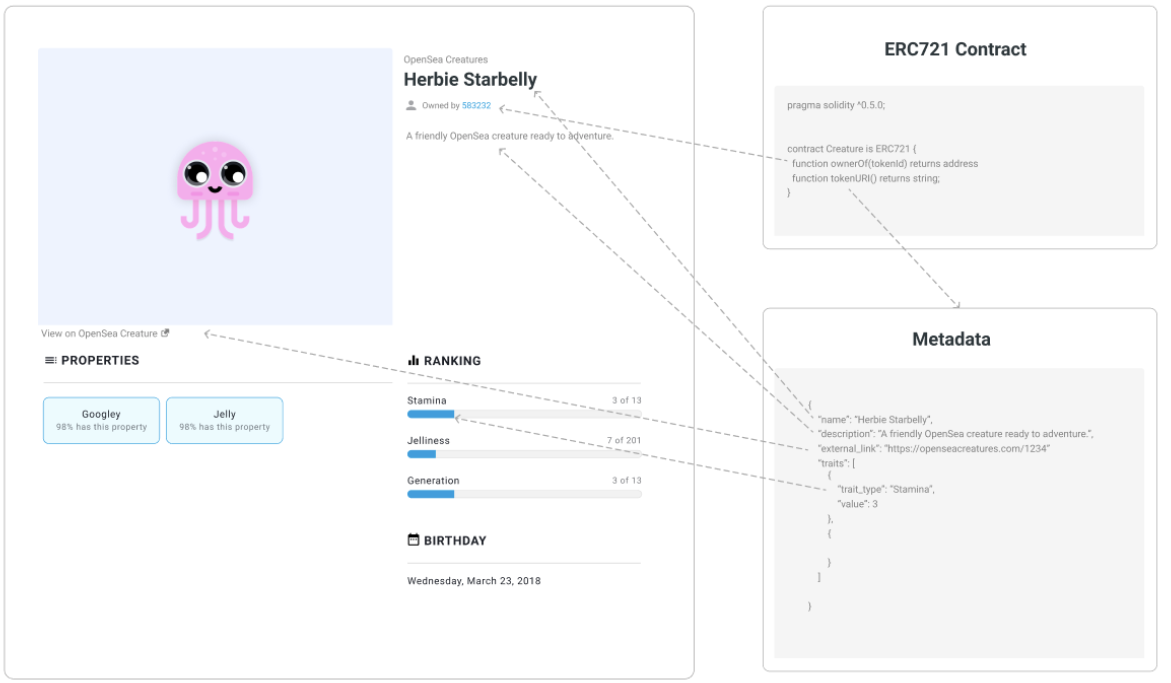 OpenSea Creatures
Herbie Starbelly
Owned by 583232
A friendly OpenSea creature ready to adventure.
View on OpenSea Creature
PROPERTIES
Googley
98% has this property
Jelly
98% has this property
RANKING
Stamina 3 of 13
Jelliness 7 of 201
Generation 3 of 13
BIRTHDAY
Wednesday, March 23, 2018
ERC721 Contract
pragma solidity ^0.5.0;
contract Creature is ERC721 {
function ownerOf(tokenId) returns address
function tokenURI() returns string;
}
Metadata
{
"name": "Herbie Starbelly",
"description": "A friendly OpenSea creature ready to adventure.",
"external_link": "https://openseacreatures.com/1234"
"traits": [
{
"trait_type": "Stamina",
"value": 3
},
{
}
]
}